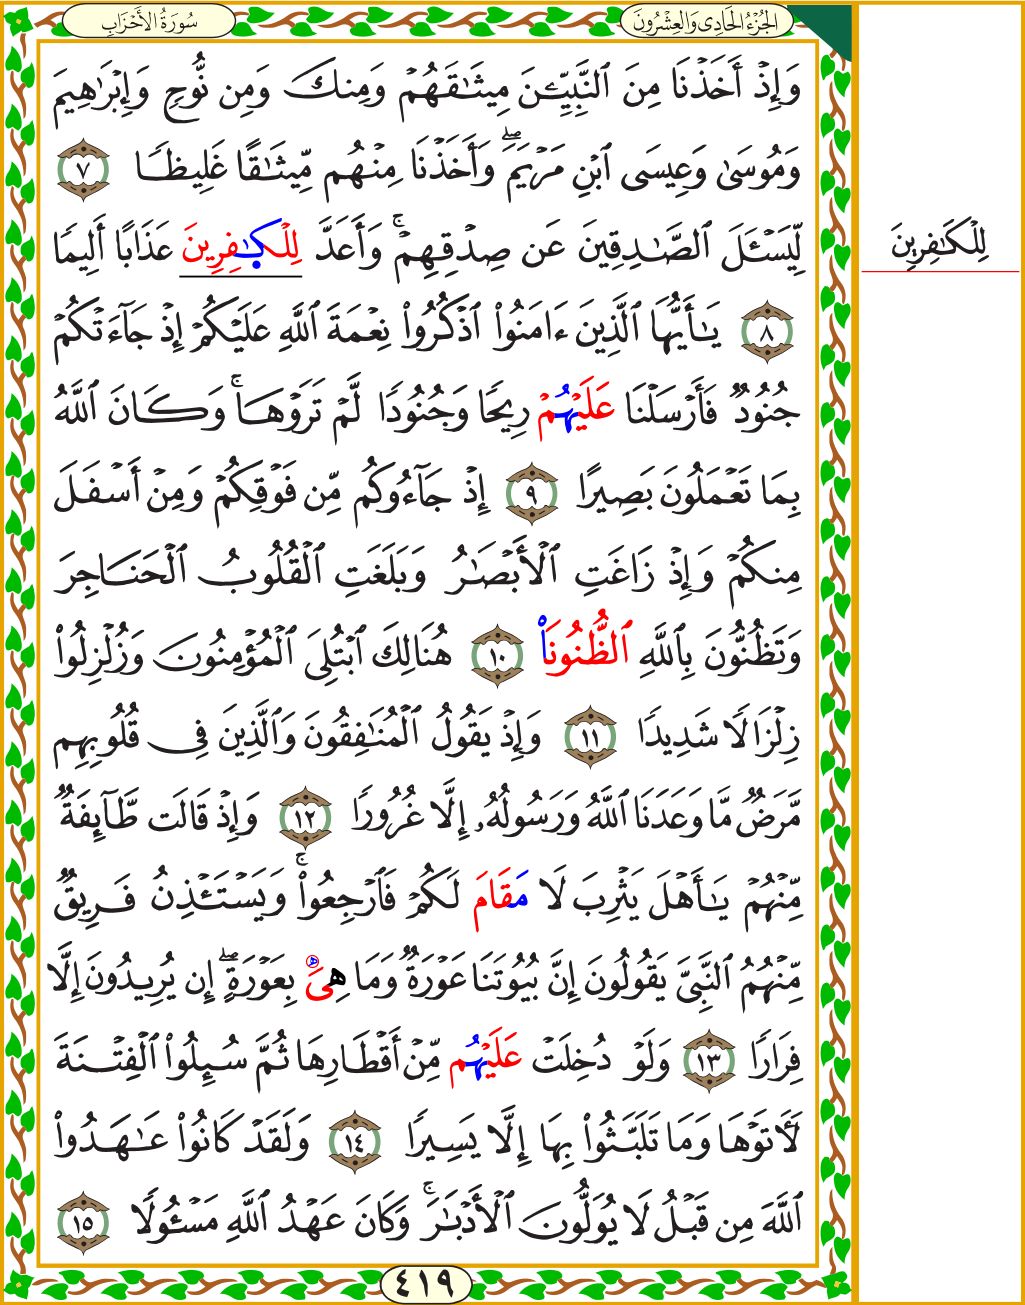 الجُزْءُ الحَادِي وَالعِشْرُونَ
سُورَةُ الأَحْزَابِ
وَإِذْ أَخَذْنَا مِنَ ٱلنَّبِيِّـۧنَ مِيثَـٰقَهُمْ وَمِنكَ وَمِن نُّوحٍ وَإِبْرَٰهِيمَ
وَمُوسَىٰ وَعِيسَى ٱبْنِ مَرْيَمَ ۖ وَأَخَذْنَا مِنْهُم مِّيثَـٰقًا غَلِيظًا ٧
لِّيَسْـَٔلَ ٱلصَّـٰدِقِينَ عَن صِدْقِهِمْ ۚ وَأَعَدَّ لِلْكَـٰفِرِينَ عَذَابًا أَلِيمًا
لِلْكَـٰفِرِينَ
٨ يَـٰٓأَيُّهَا ٱلَّذِينَ ءَامَنُوا۟ ٱذْكُرُوا۟ نِعْمَةَ ٱللَّهِ عَلَيْكُمْ إِذْ جَآءَتْكُمْ
جُنُودٌ فَأَرْسَلْنَا عَلَيْهُمْ رِيحًا وَجُنُودًا لَّمْ تَرَوْهَا ۚ وَكَانَ ٱللَّهُ
بِمَا تَعْمَلُونَ بَصِيرًا ٩ إِذْ جَآءُوكُم مِّن فَوْقِكُمْ وَمِنْ أَسْفَلَ
مِنكُمْ وَإِذْ زَاغَتِ ٱلْأَبْصَـٰرُ وَبَلَغَتِ ٱلْقُلُوبُ ٱلْحَنَاجِرَ
وَتَظُنُّونَ بِٱللَّهِ ٱلظُّنُونَا۠ ١٠ هُنَالِكَ ٱبْتُلِىَ ٱلْمُؤْمِنُونَ وَزُلْزِلُوا۟
زِلْزَالًا شَدِيدًا ١١ وَإِذْ يَقُولُ ٱلْمُنَـٰفِقُونَ وَٱلَّذِينَ فِى قُلُوبِهِم
مَّرَضٌ مَّا وَعَدَنَا ٱللَّهُ وَرَسُولُهُۥٓ إِلَّا غُرُورًا ١٢ وَإِذْ قَالَت طَّآئِفَةٌ
مِّنْهُمْ يَـٰٓأَهْلَ يَثْرِبَ لَا مَقَامَ لَكُمْ فَٱرْجِعُوا۟ ۚ وَيَسْتَـْٔذِنُ فَرِيقٌ
مِّنْهُمُ ٱلنَّبِىَّ يَقُولُونَ إِنَّ بُيُوتَنَا عَوْرَةٌ وَمَا هِىَ بِعَوْرَةٍ ۖ إِن يُرِيدُونَ إِلَّا
فِرَارًا ١٣ وَلَوْ دُخِلَتْ عَلَيْهُم مِّنْ أَقْطَارِهَا ثُمَّ سُئِلُوا۟ ٱلْفِتْنَةَ
لَـَٔاتَوْهَا وَمَا تَلَبَّثُوا۟ بِهَآ إِلَّا يَسِيرًا ١٤ وَلَقَدْ كَانُوا۟ عَـٰهَدُوا۟
ٱللَّهَ مِن قَبْلُ لَا يُوَلُّونَ ٱلْأَدْبَـٰرَ ۚ وَكَانَ عَهْدُ ٱللَّهِ مَسْـُٔولًا ١٥
٤١٩